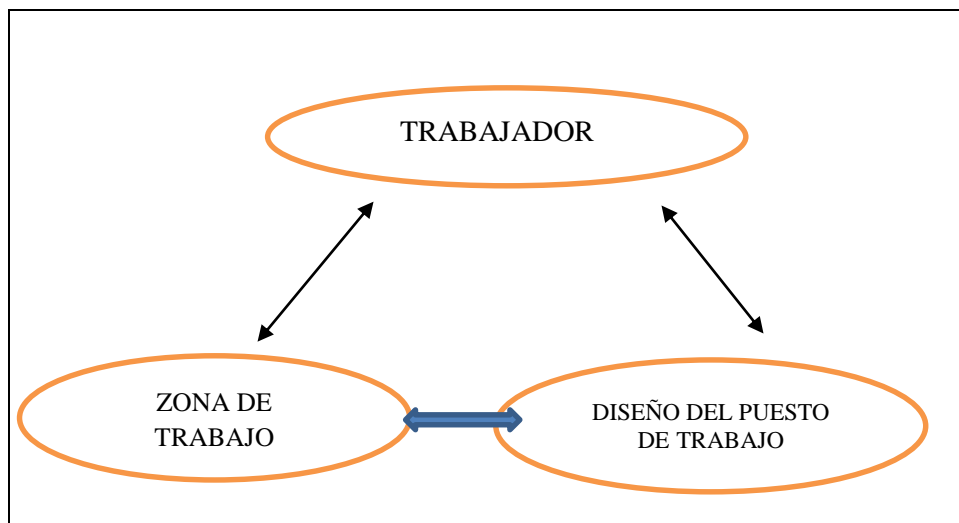 TRABAJADOR
ZONA DE
TRABAJO
DISEÑO DEL PUESTO
DE TRABAJO